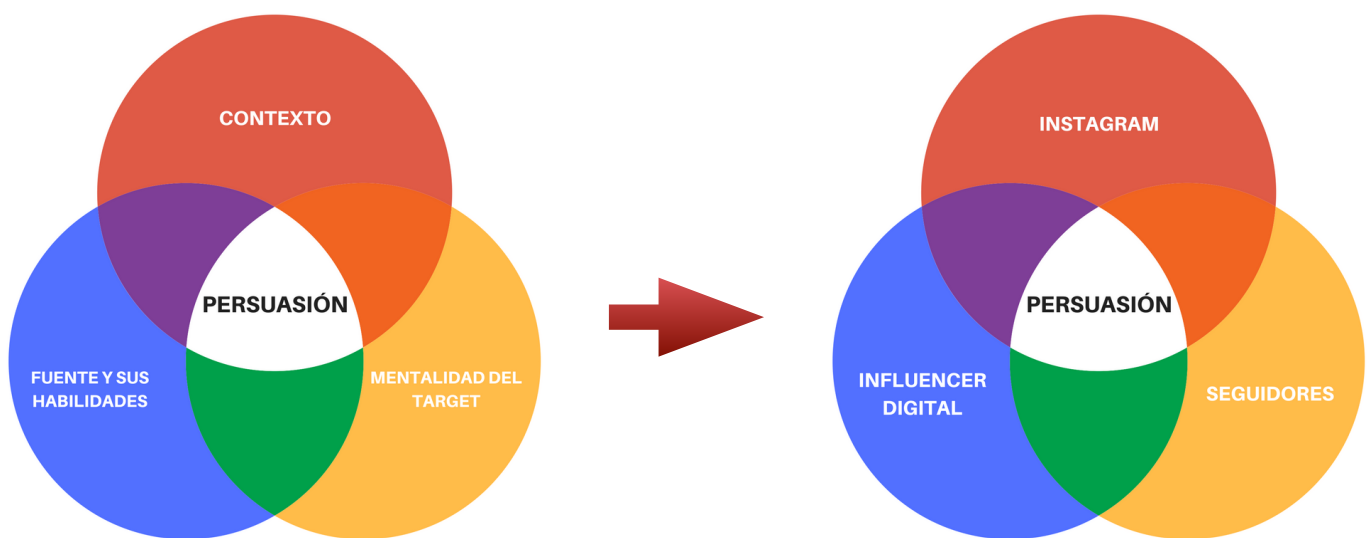 CONTEXTO
PERSUASIÓN
FUENTE Y SUS
HABILIDADES
MENTALIDAD DEL
TARGET
INSTAGRAM
PERSUASIÓN
INFLUENCER
DIGITAL
SEGUIDORES